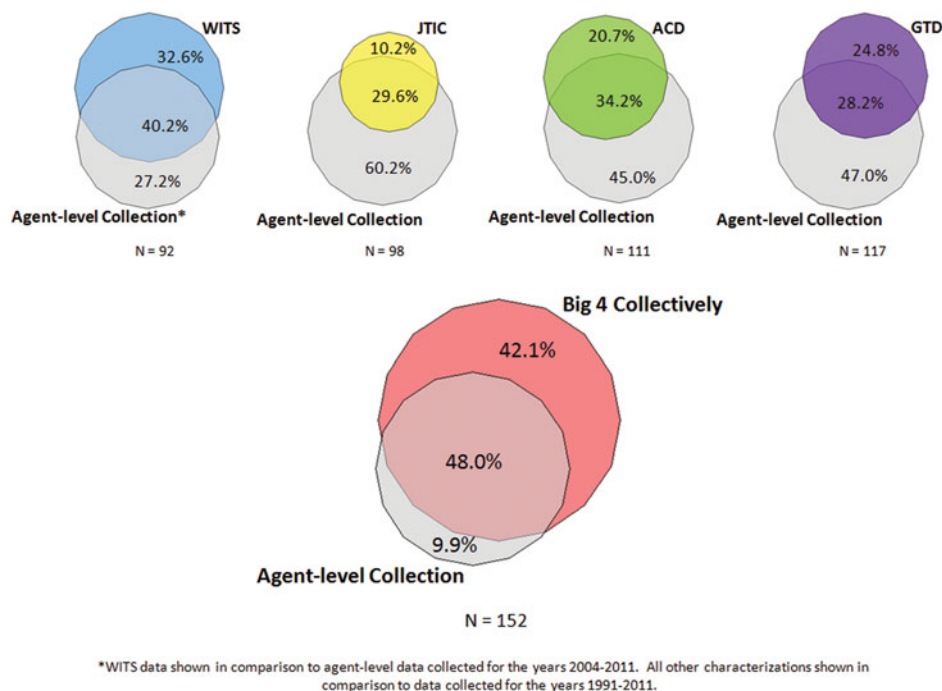 WITS
32.6%
40.2%
27.2%
Agent-level Collection*
N = 92
JTIC
10.2%
29.6%
60.2%
Agent-level Collection
N = 98
ACD
20.7%
34.2%
45.0%
Agent-level Collection
N = 111
GTD
24.8%
28.2%
47.0%
Agent-level Collection
N = 117
Big 4 Collectively
42.1%
48.0%
9.9%
Agent-level Collection
N = 152
*WITS data shown in comparison to agent-level data collected for the years 2004-2011. All other characterizations shown in
comparison to data collected for the years 1991-2011.